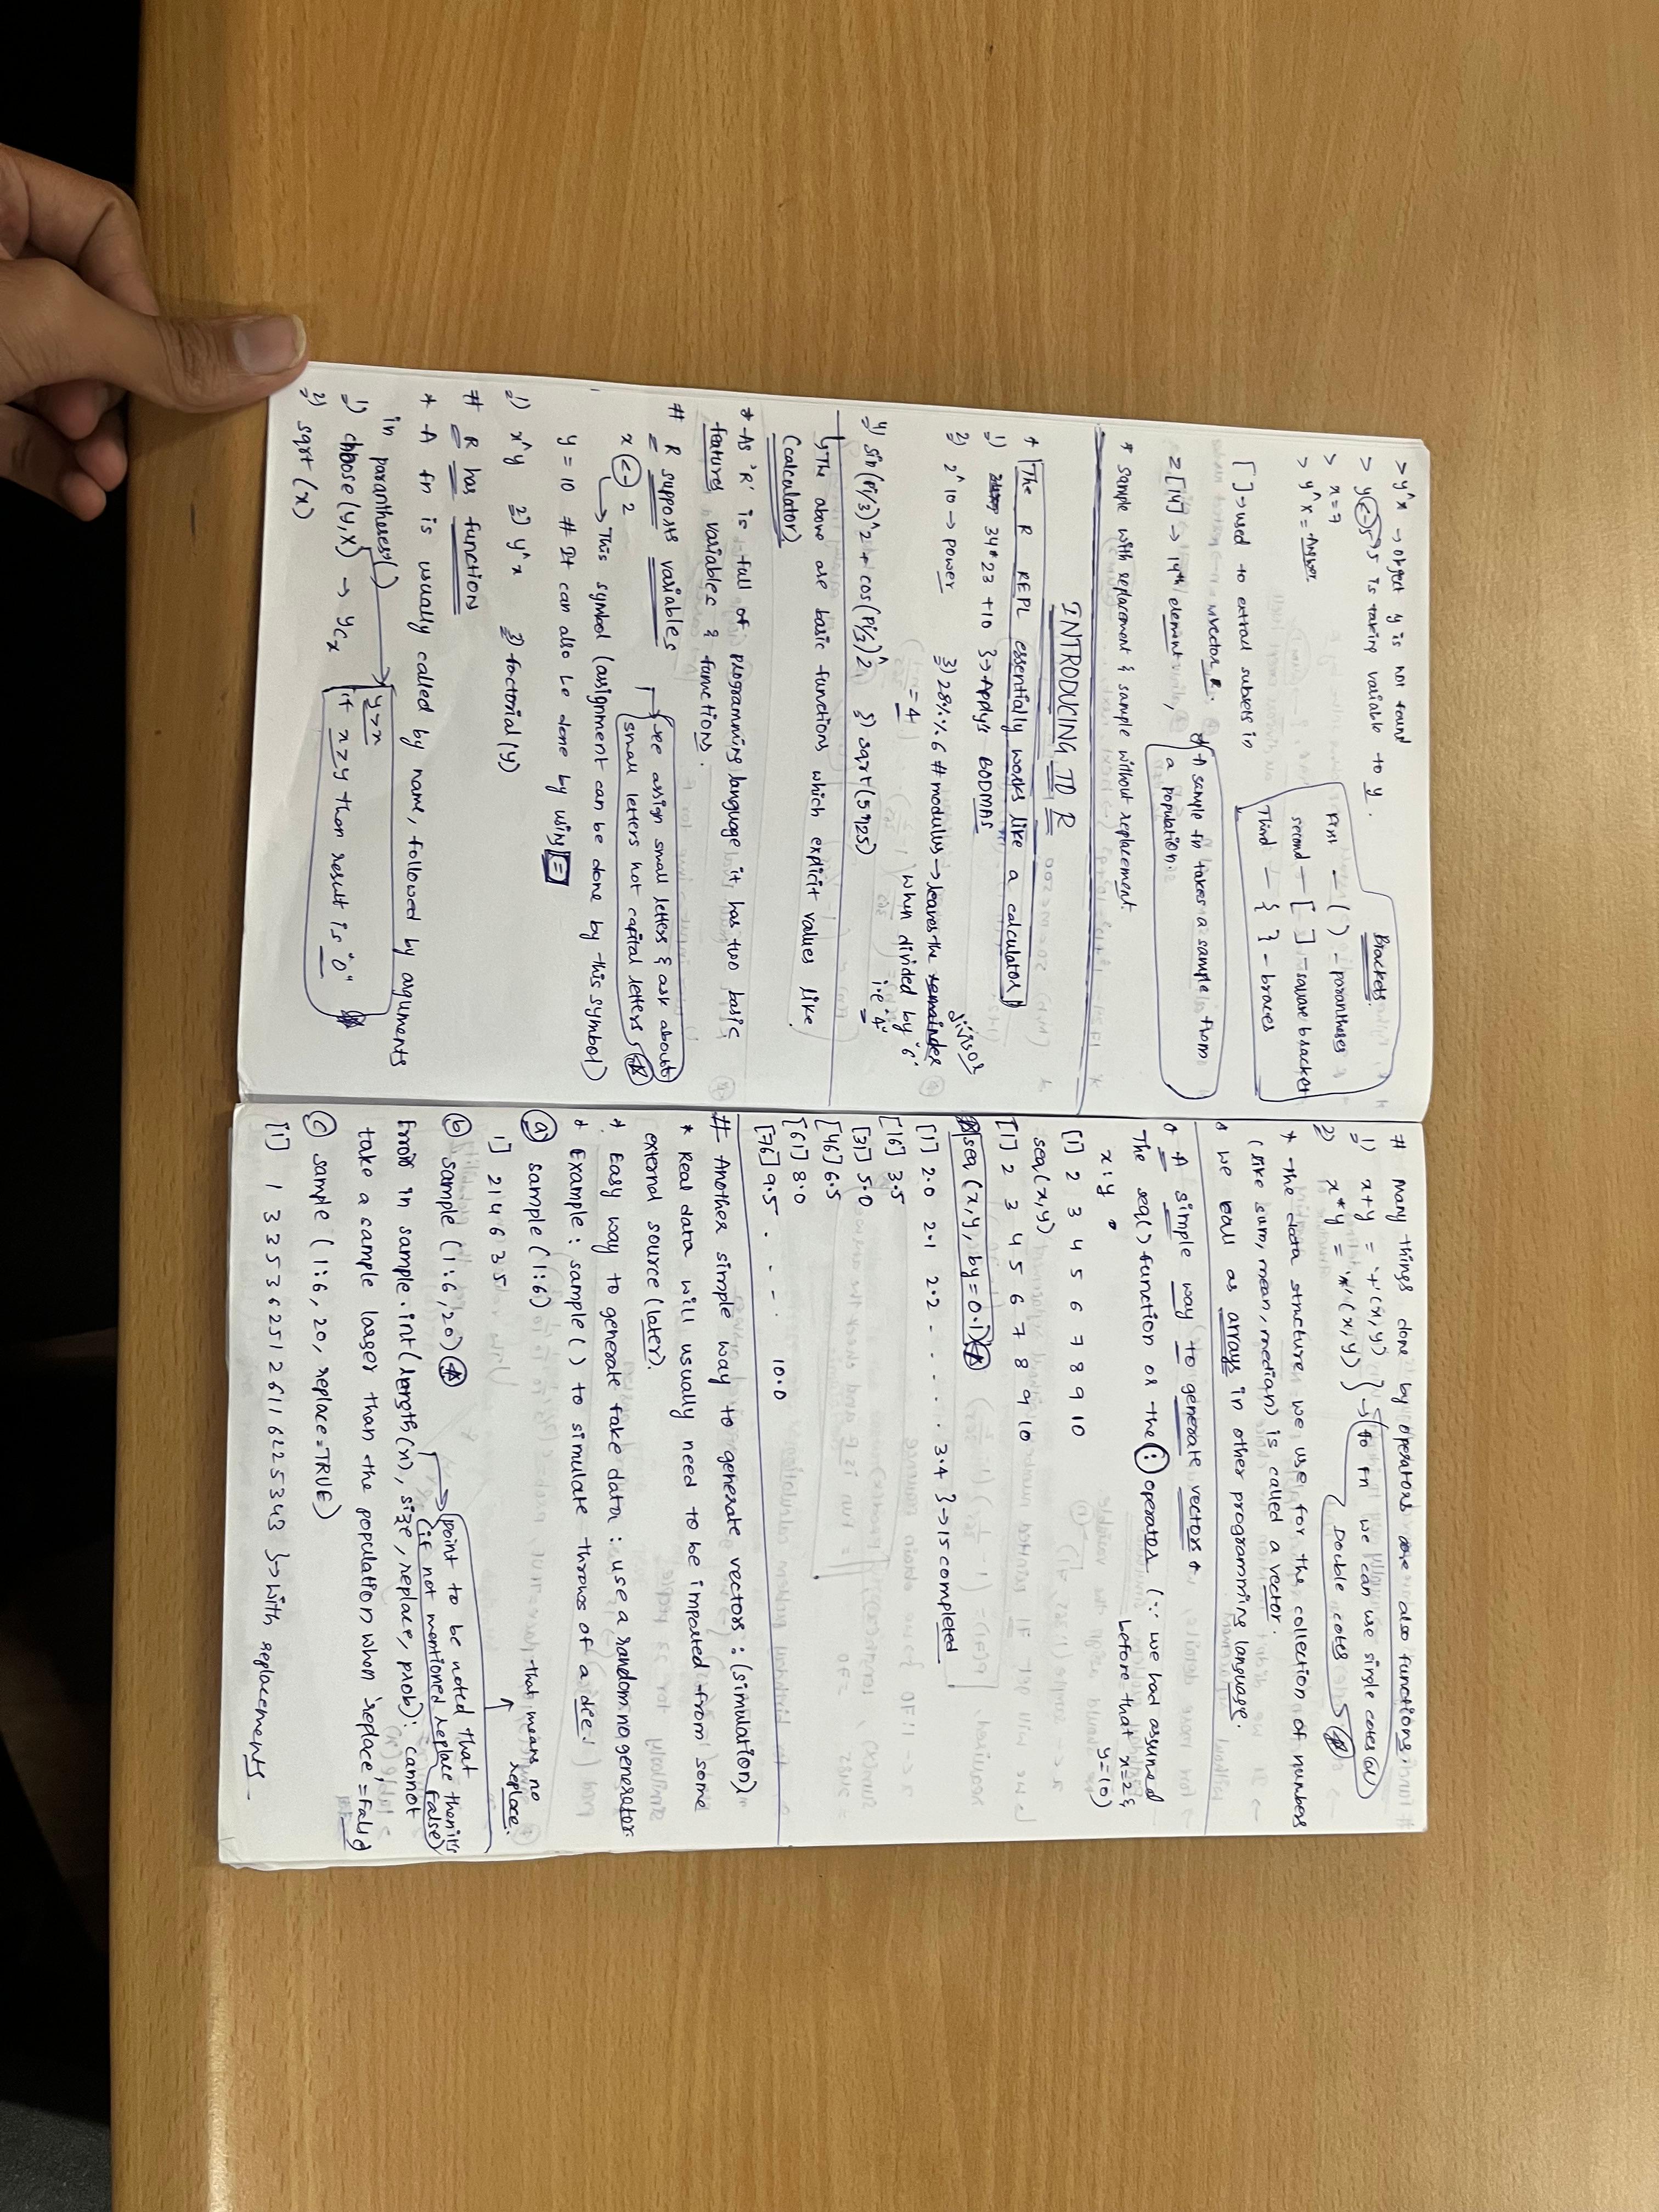 > y^x → object y is not found
> y <- 5 → 5 is taking variable to y.
> x=7
> y^x = Answer
Brackets
First — ( ) — parantheses
second — [ ] — square bracket
Third — { } — braces
[ ] → used to extract subsets in
vector R.
z[14] → 14th element. ,
* A sample fn takes a sample from
a population.
* sample with replacement & sample without replacement.
INTRODUCING TO R
* The R REPL essentially works like a calculator
1) 34*23 +10 } → Apply's BODMAS
2) 2^10 → power
3) 28%%6 # modulus → leaves the remainder divisor
= 4 when divided by "6"
i.e "4"
4) sin(pi/3)^2 + cos(pi/3)^2, 5) sqrt(5125)
↳ The above are basic functions which explicit values like
(calculator)
* As 'R' is full of programming language it has two basic
features variables & functions.
# R supports variables
see assign small letters & ask about
small letters not capital letters
x <- 2
→ This symbol (assignment can be done by this symbol)
y = 10 # It can also be done by using =
1) x^y 2) y^x 3) factorial(y)
# R has functions
* A fn is usually called by name, followed by arguments
in parantheses ( )
y>x
if x>y then result is "0"
1) choose (y,x) → yCx
2) sqrt (x)
# Many things done by operators are also functions.
1) x+y = '+'(x,y)
2) x*y = '*'(x,y)
to fn we can use single cotes (or)
Double cotes
* The data structure we use for the collection of numbers
(like sum, mean, median) is called a vector.
* we call as arrays in other programming language.
* A simple way to generate vectors *
The seq() function or the : operator (∵ we had assumed
before that x=2 &
y=10)
x:y
[1] 2 3 4 5 6 7 8 9 10
seq(x,y)
[1] 2 3 4 5 6 7 8 9 10
seq (x,y, by=0.1)
[1] 2.0 2.1 2.2 . . . . . . 3.4 } → 15 completed
[16] 3.5
[31] 5.0
[46] 6.5
[61] 8.0
[76] 9.5 . . . . 10.0
# Another simple way to generate vectors : (simulation)
* Real data will usually need to be imported from some
external source (later).
* Easy way to generate fake data : use a random no generator.
* Example : sample ( ) to simulate throws of a die!
(a) sample (1:6)
1] 2 1 4 6 3 5
that means no
replace.
(b) sample (1:6,20)
point to be noted that
(if not mentioned replace then it's
False)
Error in sample.int(length(x), size, replace, prob): cannot
take a sample larger than the population when 'replace' = False
(c) sample (1:6, 20, replace=TRUE)
[1] 1 3 3 5 3 6 2 5 1 2 6 1 1 6 2 2 5 3 4 3 } → with replacements